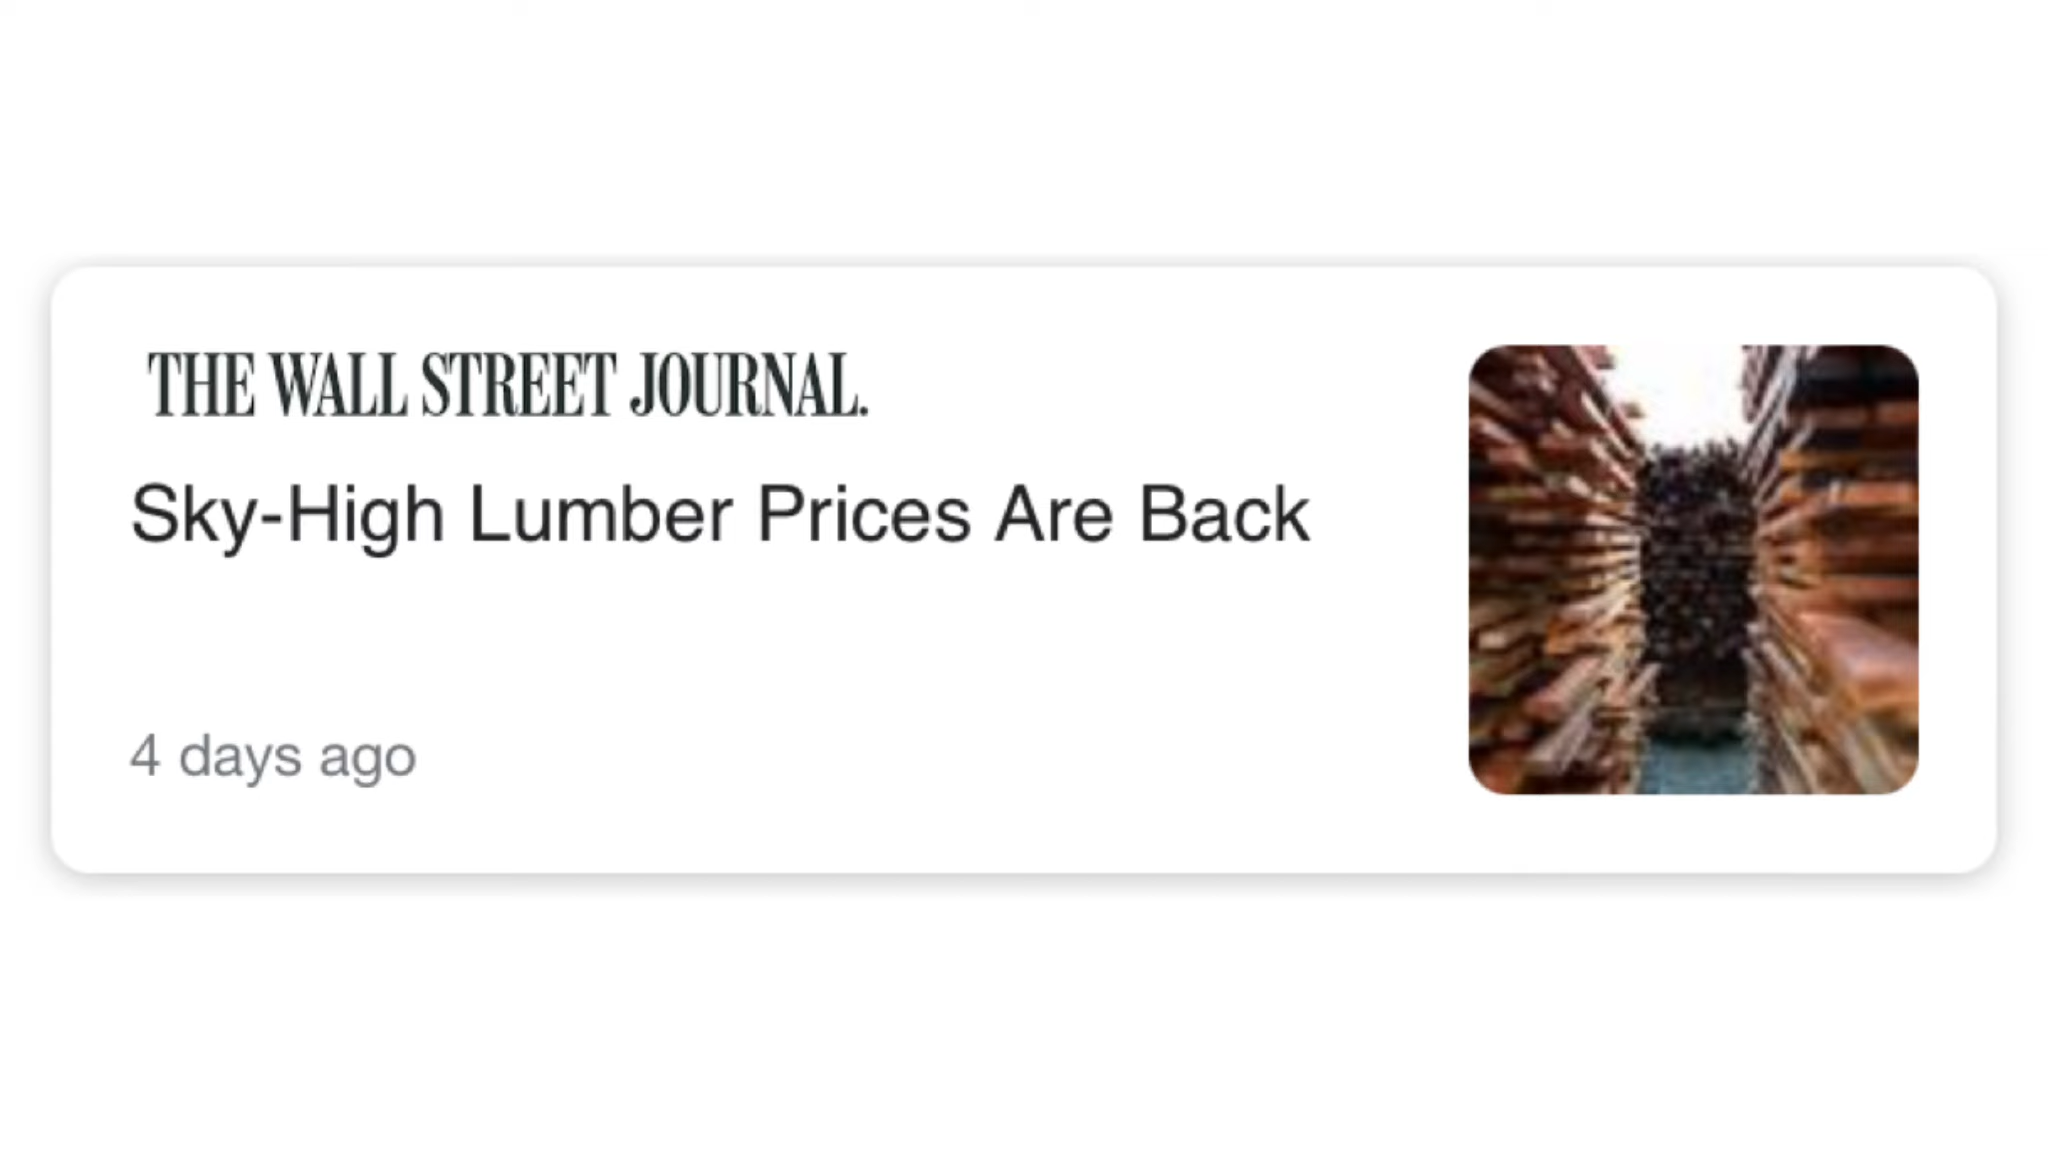 THE WALL STREET JOURNAL.
Sky-High Lumber Prices Are Back
4 days ago